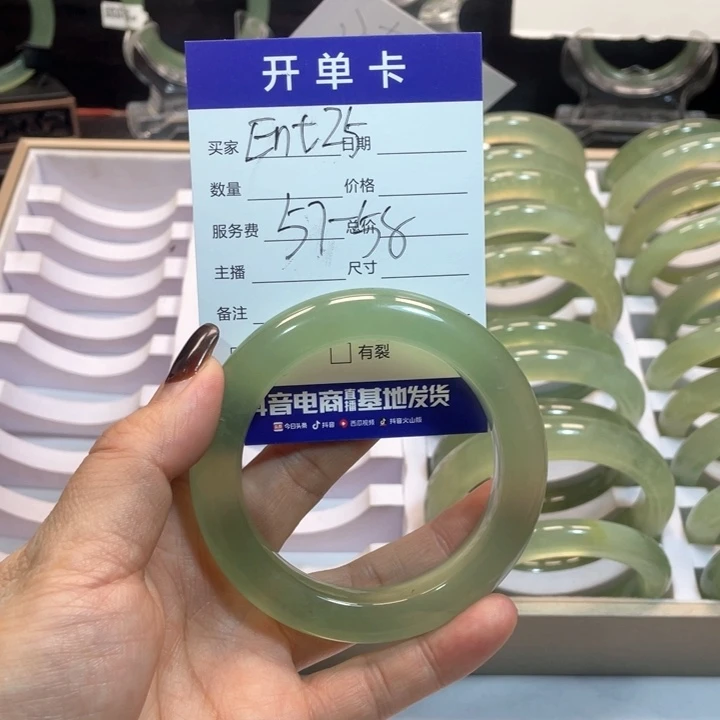 开单卡
买家 Ent25 日期
数量 价格
服务费 57-58 总价
主播 尺寸
备注
有裂
抖音电商直播基地发货
今日头条 抖音 西瓜视频 抖音火山版